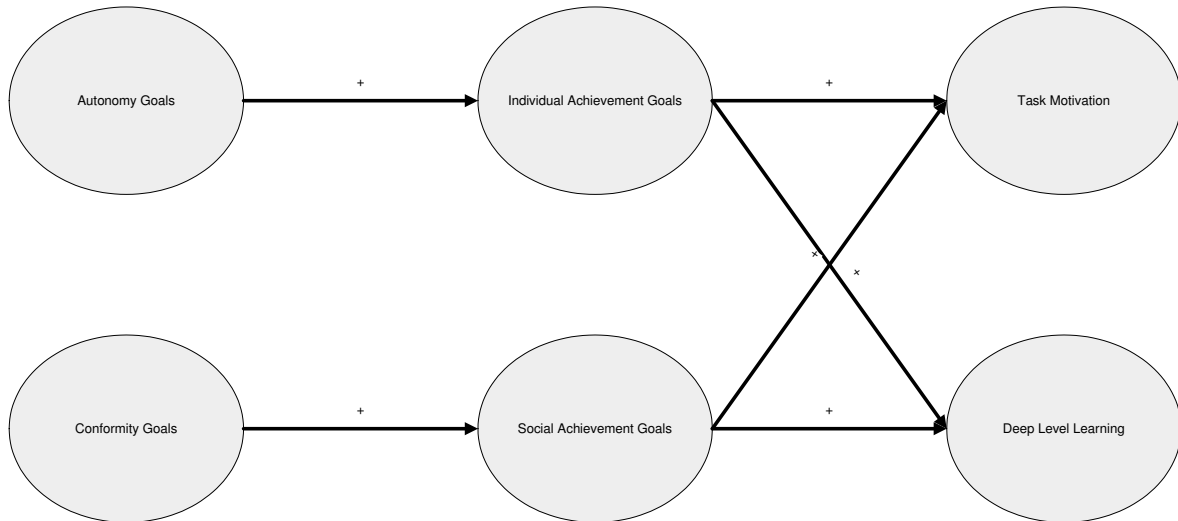 Autonomy Goals
+
Individual Achievement Goals
+
Task Motivation
+
+
Conformity Goals
+
Social Achievement Goals
+
Deep Level Learning